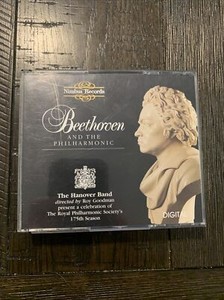 Nimbus Records
Beethoven
AND THE
PHILHARMONIC
The Hanover Band
directed by Roy Goodman
present a celebration of
The Royal Philharmonic Society's
175th Season
DIGITAL